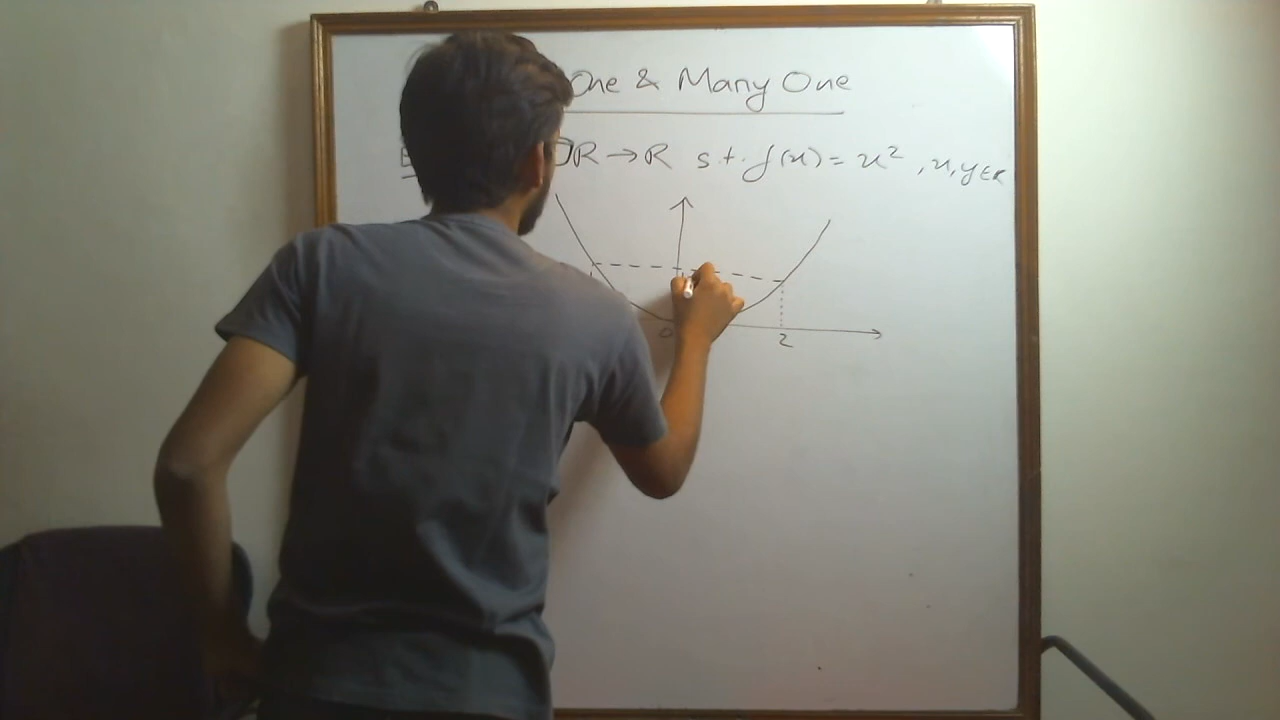 One & Many One
R → R s.t. f(x) = x² , x, y ∈ R
0 2